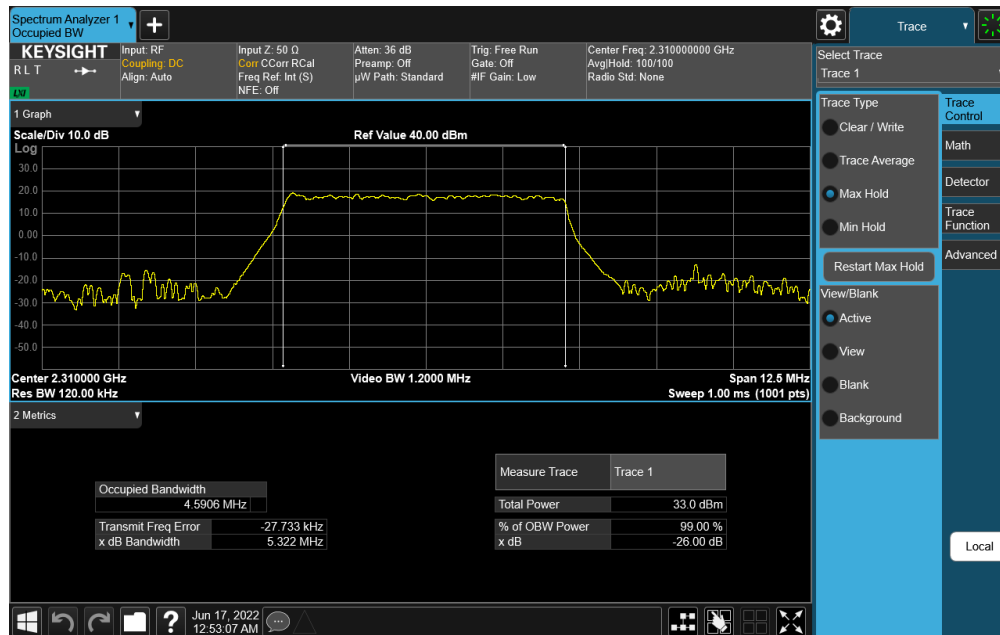 Spectrum Analyzer 1
Occupied BW
Trace
KEYSIGHT
R L T
LXI
Input: RF
Coupling: DC
Align: Auto
Input Z: 50 Ω
Corr CCorr RCal
Freq Ref: Int (S)
NFE: Off
Atten: 36 dB
Preamp: Off
µW Path: Standard
Trig: Free Run
Gate: Off
#IF Gain: Low
Center Freq: 2.310000000 GHz
Avg|Hold: 100/100
Radio Std: None
Select Trace
Trace 1
1 Graph
Scale/Div 10.0 dB
Ref Value 40.00 dBm
Log
30.0
20.0
10.0
0.00
-10.0
-20.0
-30.0
-40.0
-50.0
Center 2.310000 GHz
Video BW 1.2000 MHz
Span 12.5 MHz
Res BW 120.00 kHz
Sweep 1.00 ms (1001 pts)
2 Metrics
Measure Trace Trace 1
Occupied Bandwidth
4.5906 MHz
Total Power 33.0 dBm
Transmit Freq Error -27.733 kHz
% of OBW Power 99.00 %
x dB Bandwidth 5.322 MHz
x dB -26.00 dB
Trace Type
Clear / Write
Trace Average
Max Hold
Min Hold
Restart Max Hold
View/Blank
Active
View
Blank
Background
Trace
Control
Math
Detector
Trace
Function
Advanced
Local
?
Jun 17, 2022
12:53:07 AM